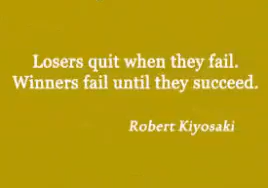 Losers quit when they fail.
Winners fail until they succeed.
Robert Kiyosaki